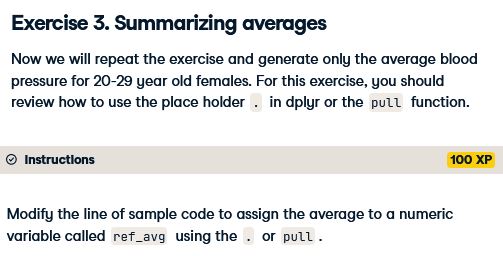 Exercise 3. Summarizing averages
Now we will repeat the exercise and generate only the average blood
pressure for 20-29 year old females. For this exercise, you should
review how to use the place holder . in dplyr or the pull function.
Instructions 100 XP
Modify the line of sample code to assign the average to a numeric
variable called ref_avg using the . or pull.